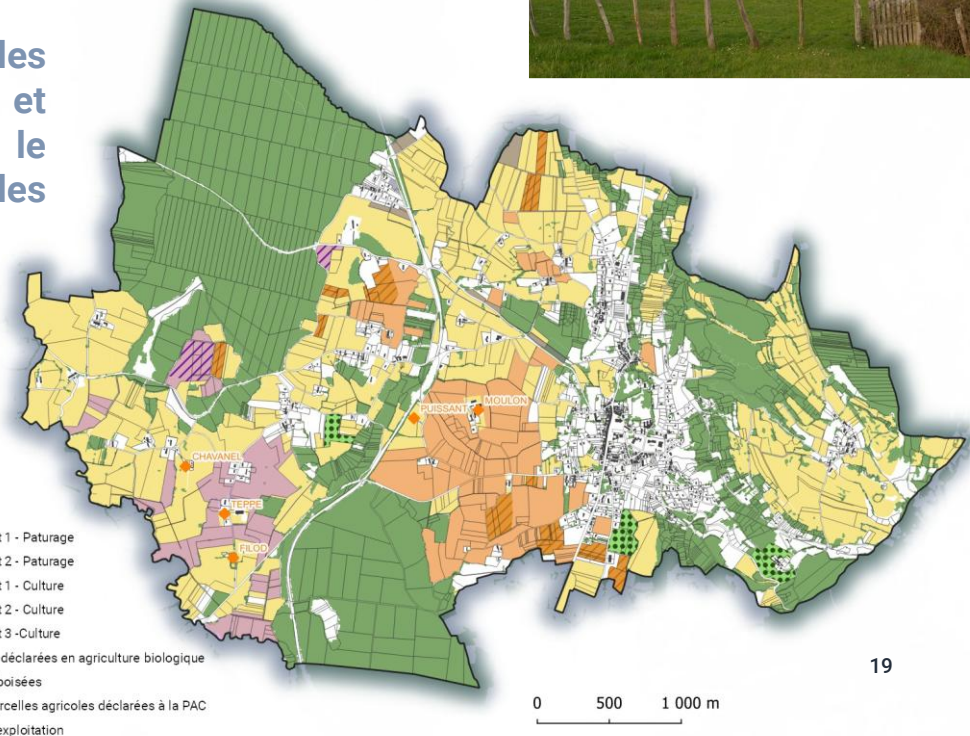 les
et
le
les
PUISSANT
MOULON
CHAVANEL
TEPPE
FILOD
t 1 - Paturage
t 2 - Paturage
t 1 - Culture
t 2 - Culture
t 3 -Culture
déclarées en agriculture biologique
boisées
rcelles agricoles déclarées à la PAC
exploitation
0 500 1 000 m
19